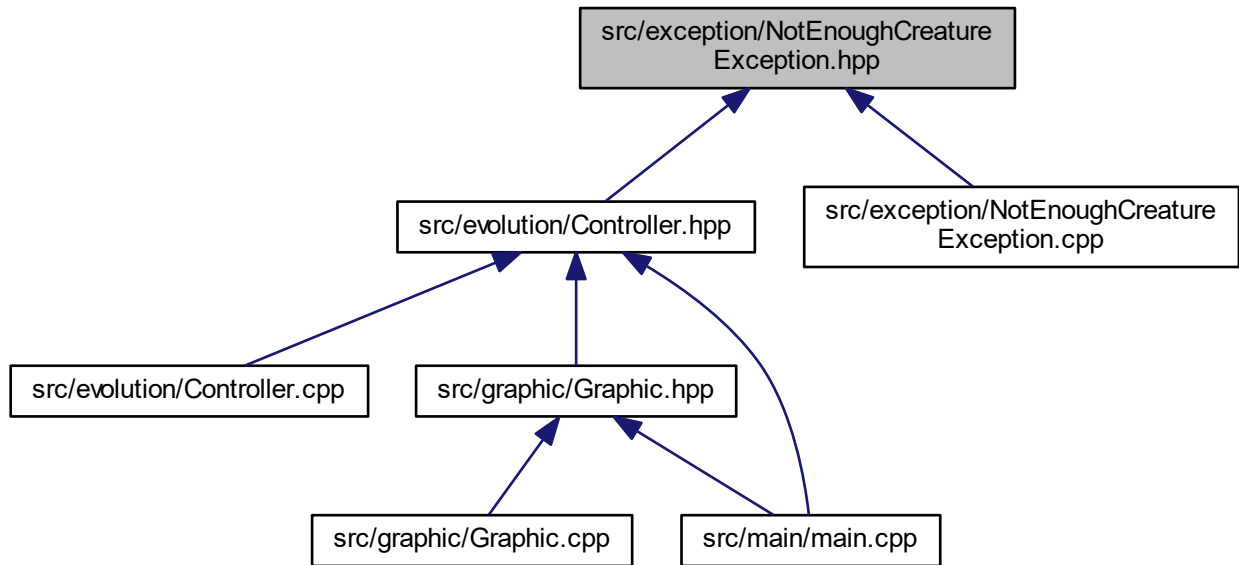 src/exception/NotEnoughCreature
Exception.hpp
src/evolution/Controller.hpp
src/exception/NotEnoughCreature
Exception.cpp
src/evolution/Controller.cpp
src/graphic/Graphic.hpp
src/graphic/Graphic.cpp
src/main/main.cpp